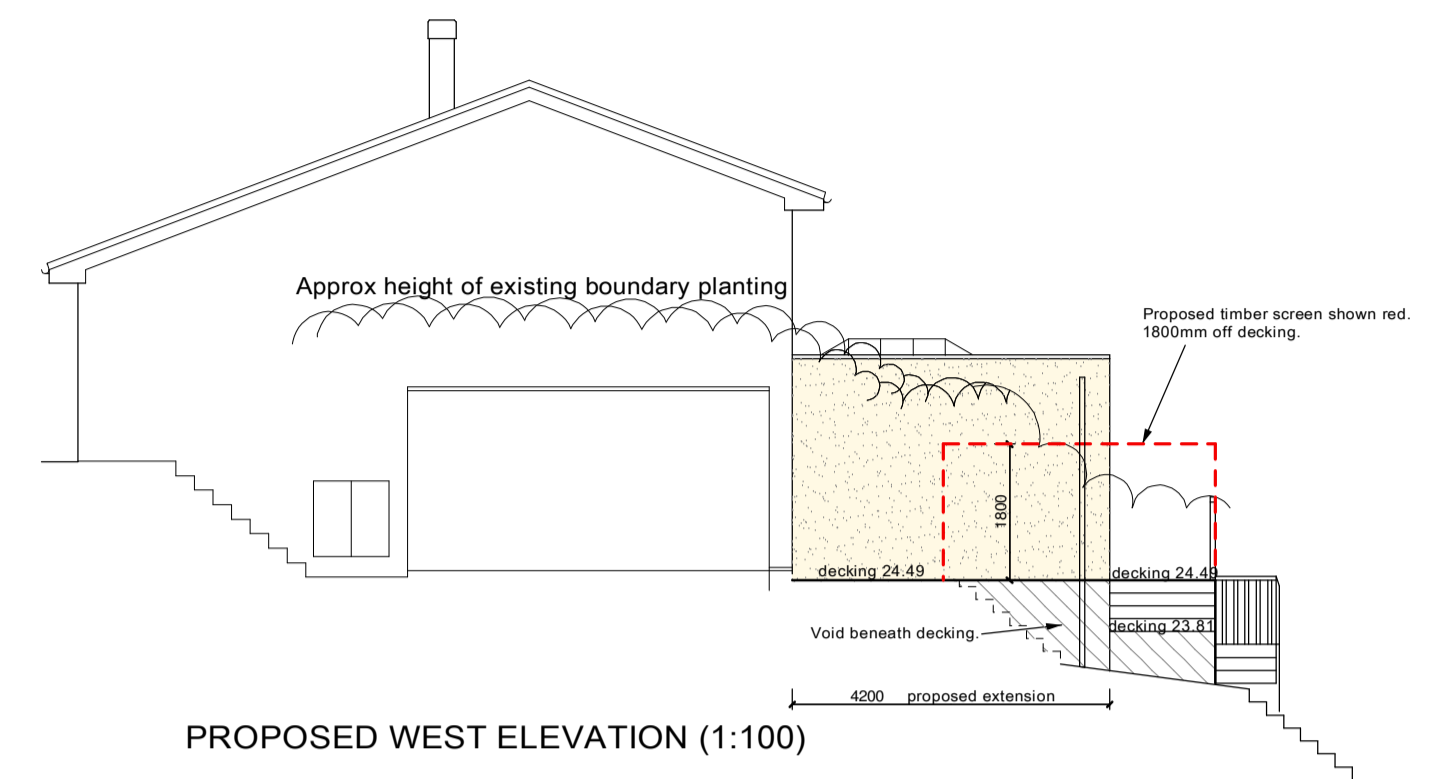 Approx height of existing boundary planting
Proposed timber screen shown red.
1800mm off decking.
1800
decking 24.49
decking 24.49
decking 23.81
Void beneath decking.
4200 proposed extension
PROPOSED WEST ELEVATION (1:100)